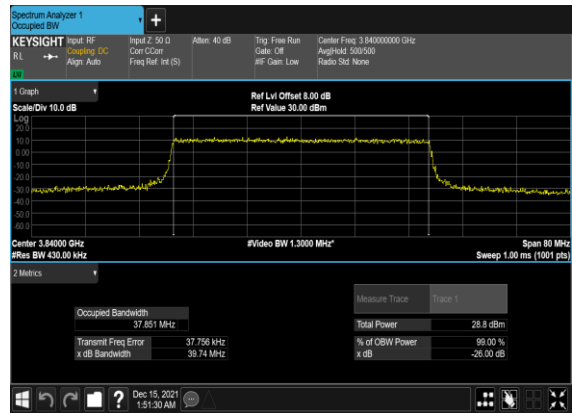 Spectrum Analyzer 1
Occupied BW
KEYSIGHT Input: RF Input Z: 50 Ω Atten: 40 dB Trig: Free Run Center Freq: 3.840000000 GHz
R L Coupling: DC Corr CCorr Gate: Off Avg|Hold: 500/500
Align: Auto Freq Ref: Int (S) #IF Gain: Low Radio Std: None
LW
1 Graph
Ref Lvl Offset 8.00 dB
Scale/Div 10.0 dB Ref Value 30.00 dBm
Log
20.0
10.0
0.00
-10.0
-20.0
-30.0
-40.0
-50.0
-60.0
Center 3.84000 GHz #Video BW 1.3000 MHz* Span 80 MHz
#Res BW 430.00 kHz Sweep 1.00 ms (1001 pts)
2 Metrics
Measure Trace Trace 1
Occupied Bandwidth
37.851 MHz Total Power 28.8 dBm
Transmit Freq Error 37.756 kHz % of OBW Power 99.00 %
x dB Bandwidth 39.74 MHz x dB -26.00 dB
Dec 15, 2021
1:51:30 AM